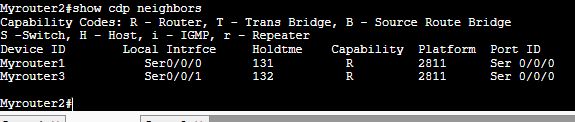 Myrouter2#show cdp neighbors
Capability Codes: R - Router, T - Trans Bridge, B - Source Route Bridge
S -Switch, H - Host, i - IGMP, r - Repeater
Device ID Local Intrfce Holdtme Capability Platform Port ID
Myrouter1 Ser0/0/0 131 R 2811 Ser 0/0/0
Myrouter3 Ser0/0/1 132 R 2811 Ser 0/0/0
Myrouter2#